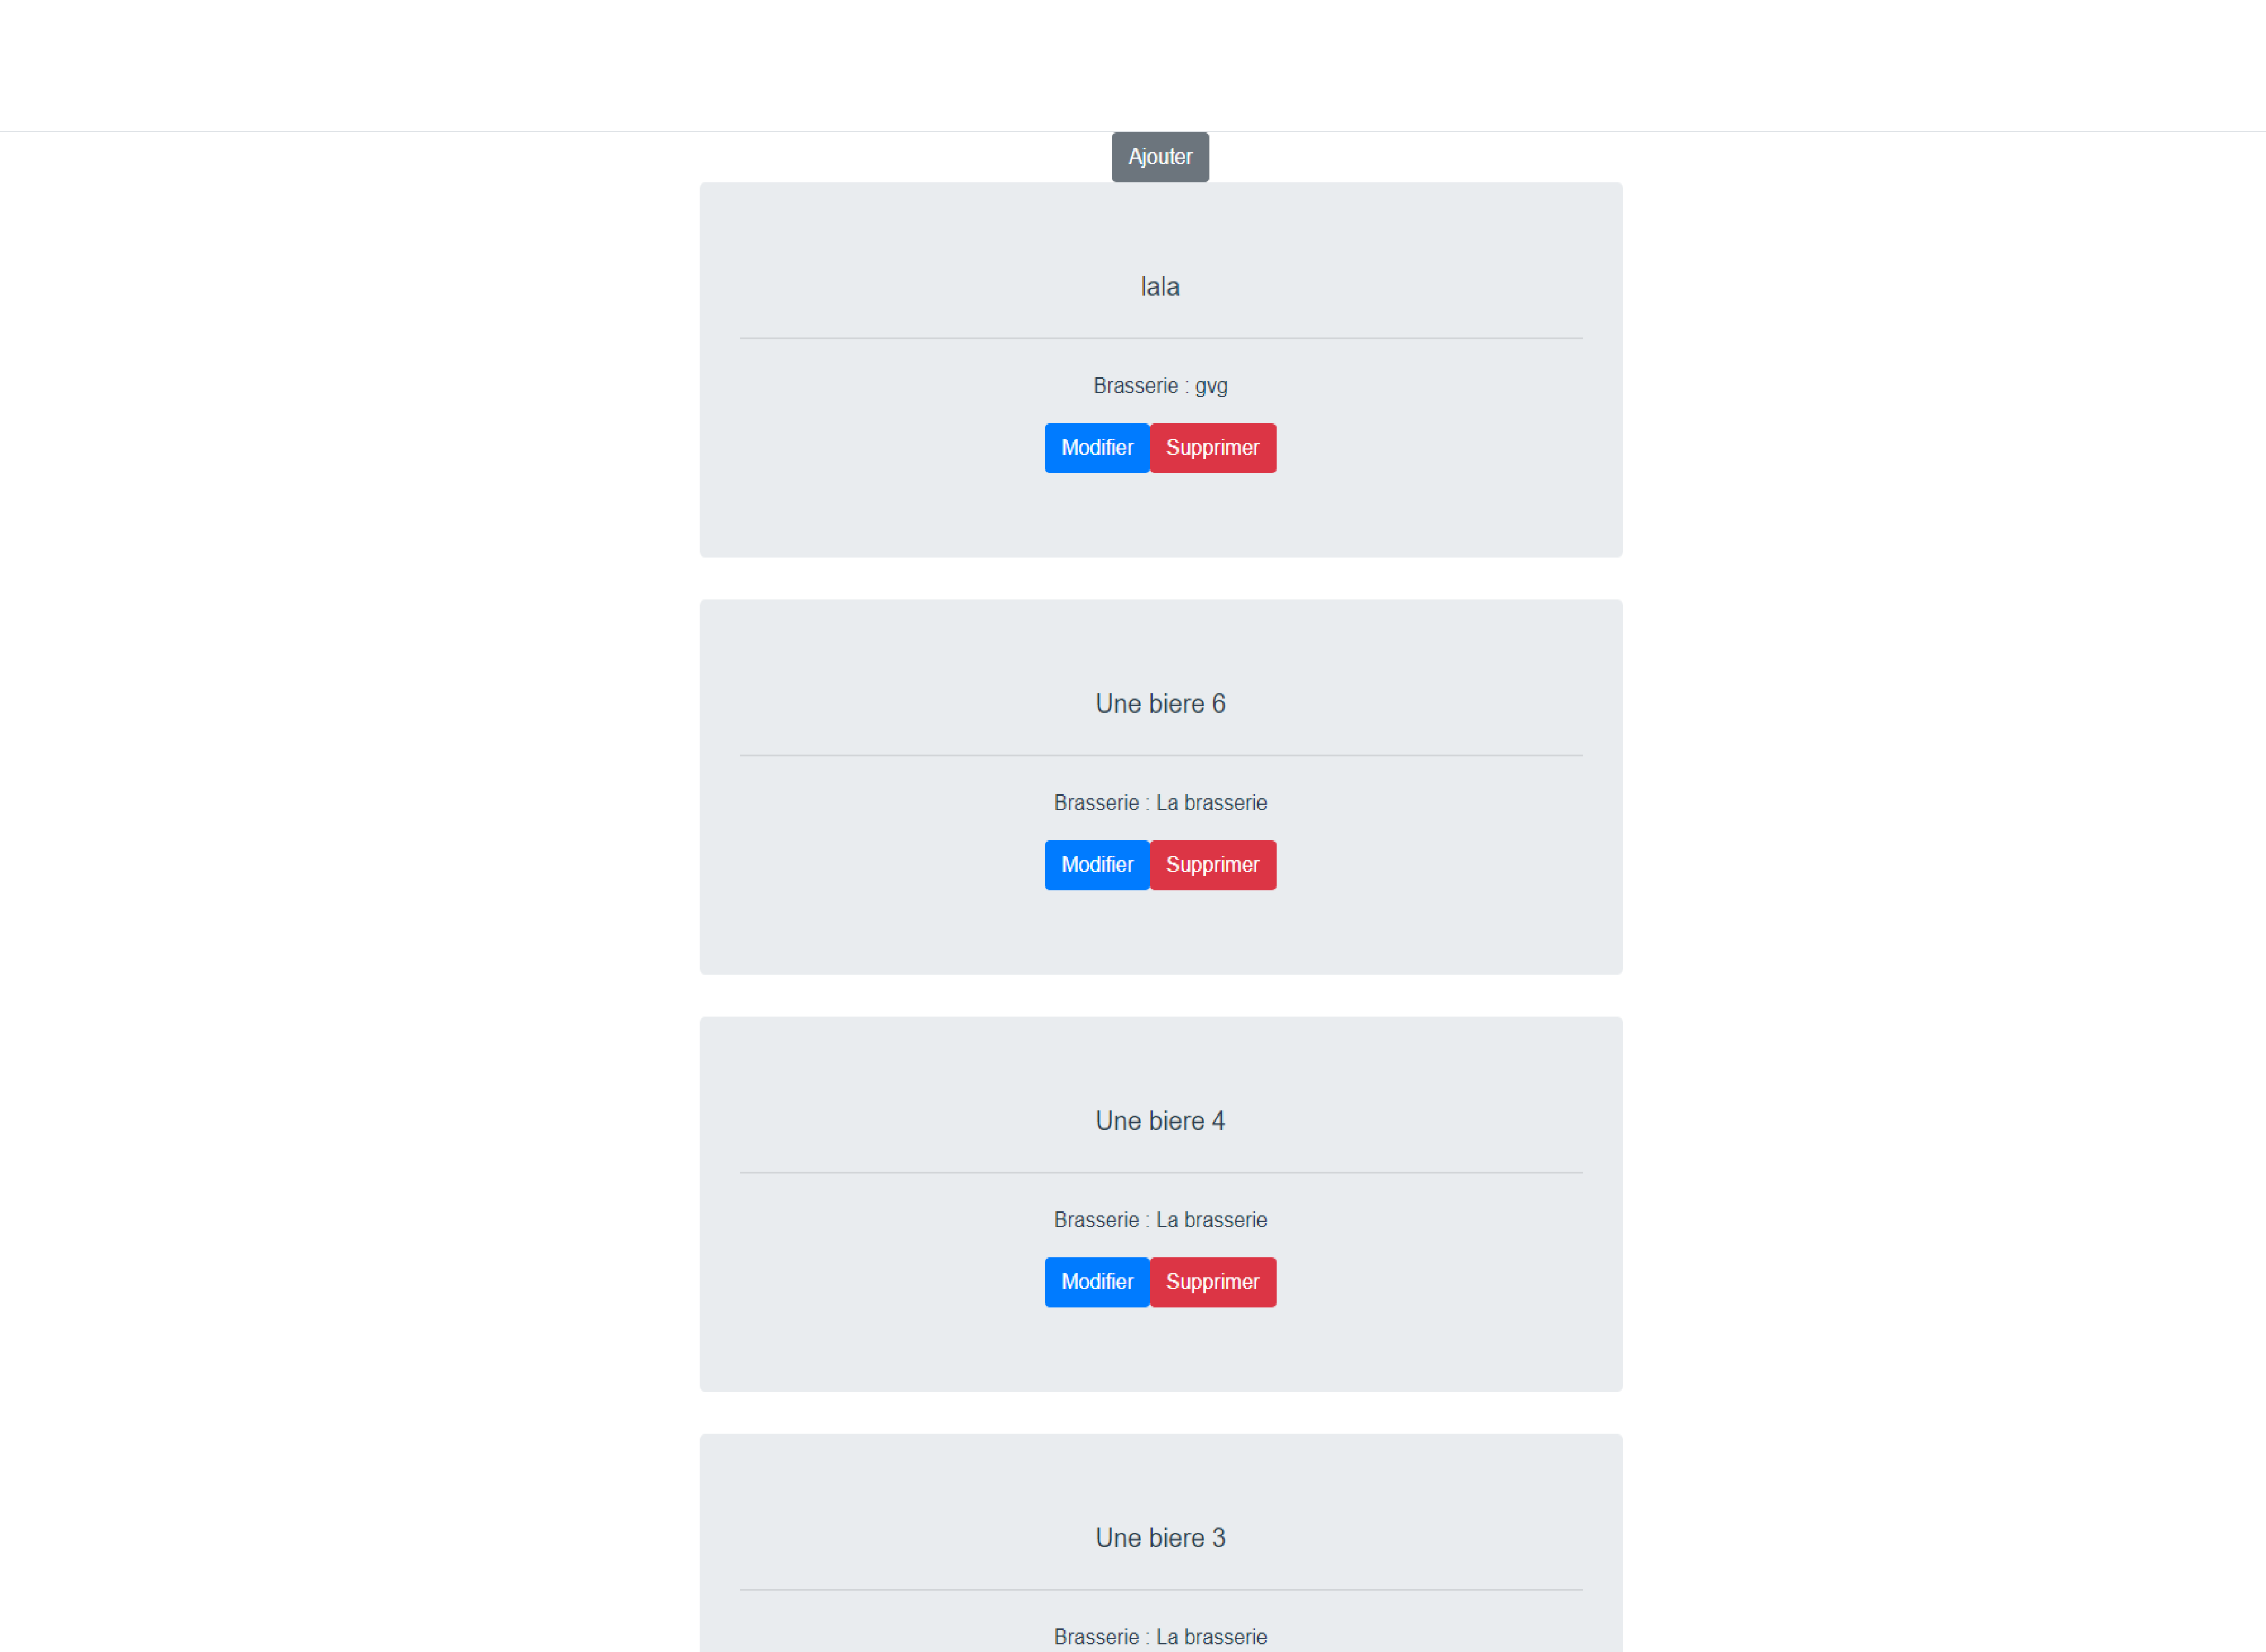 Ajouter
lala
Brasserie : gvg
Modifier Supprimer
Une biere 6
Brasserie : La brasserie
Modifier Supprimer
Une biere 4
Brasserie : La brasserie
Modifier Supprimer
Une biere 3
Brasserie : La brasserie